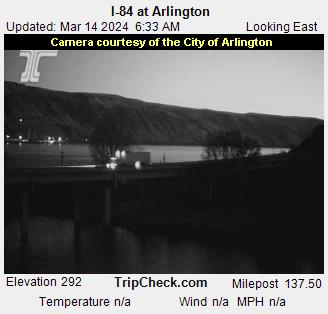 I-84 at Arlington
Updated: Mar 14 2024 6:33 AM Looking East
Camera courtesy of the City of Arlington
Elevation 292 TripCheck.com Milepost 137.50
Temperature n/a Wind n/a MPH n/a